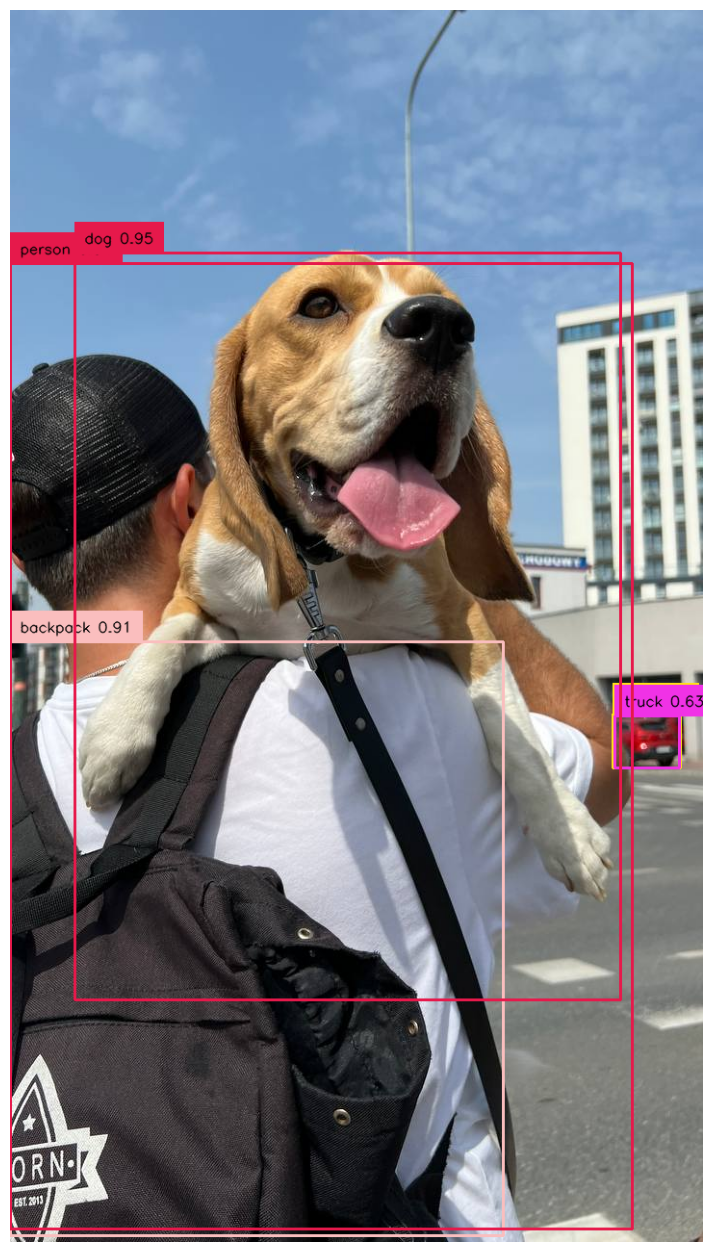 dog 0.95
person
backpack 0.91
truck 0.63
ORN
EST. 2013